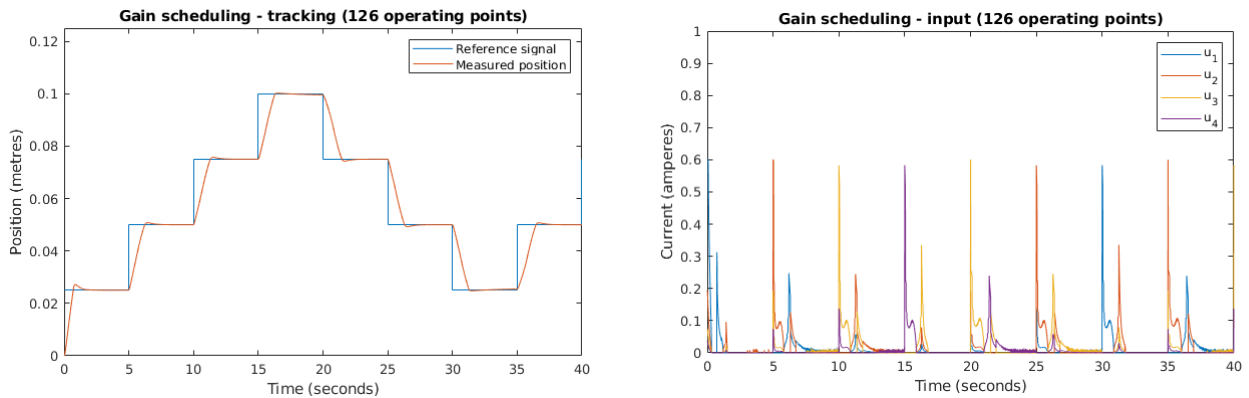 Gain scheduling - tracking (126 operating points)
0.12
0.1
0.08
0.06
0.04
0.02
0
Position (metres)
Reference signal
Measured position
0 5 10 15 20 25 30 35 40
Time (seconds)
Gain scheduling - input (126 operating points)
1
0.9
0.8
0.7
0.6
0.5
0.4
0.3
0.2
0.1
0
Current (amperes)
u1
u2
u3
u4
0 5 10 15 20 25 30 35 40
Time (seconds)